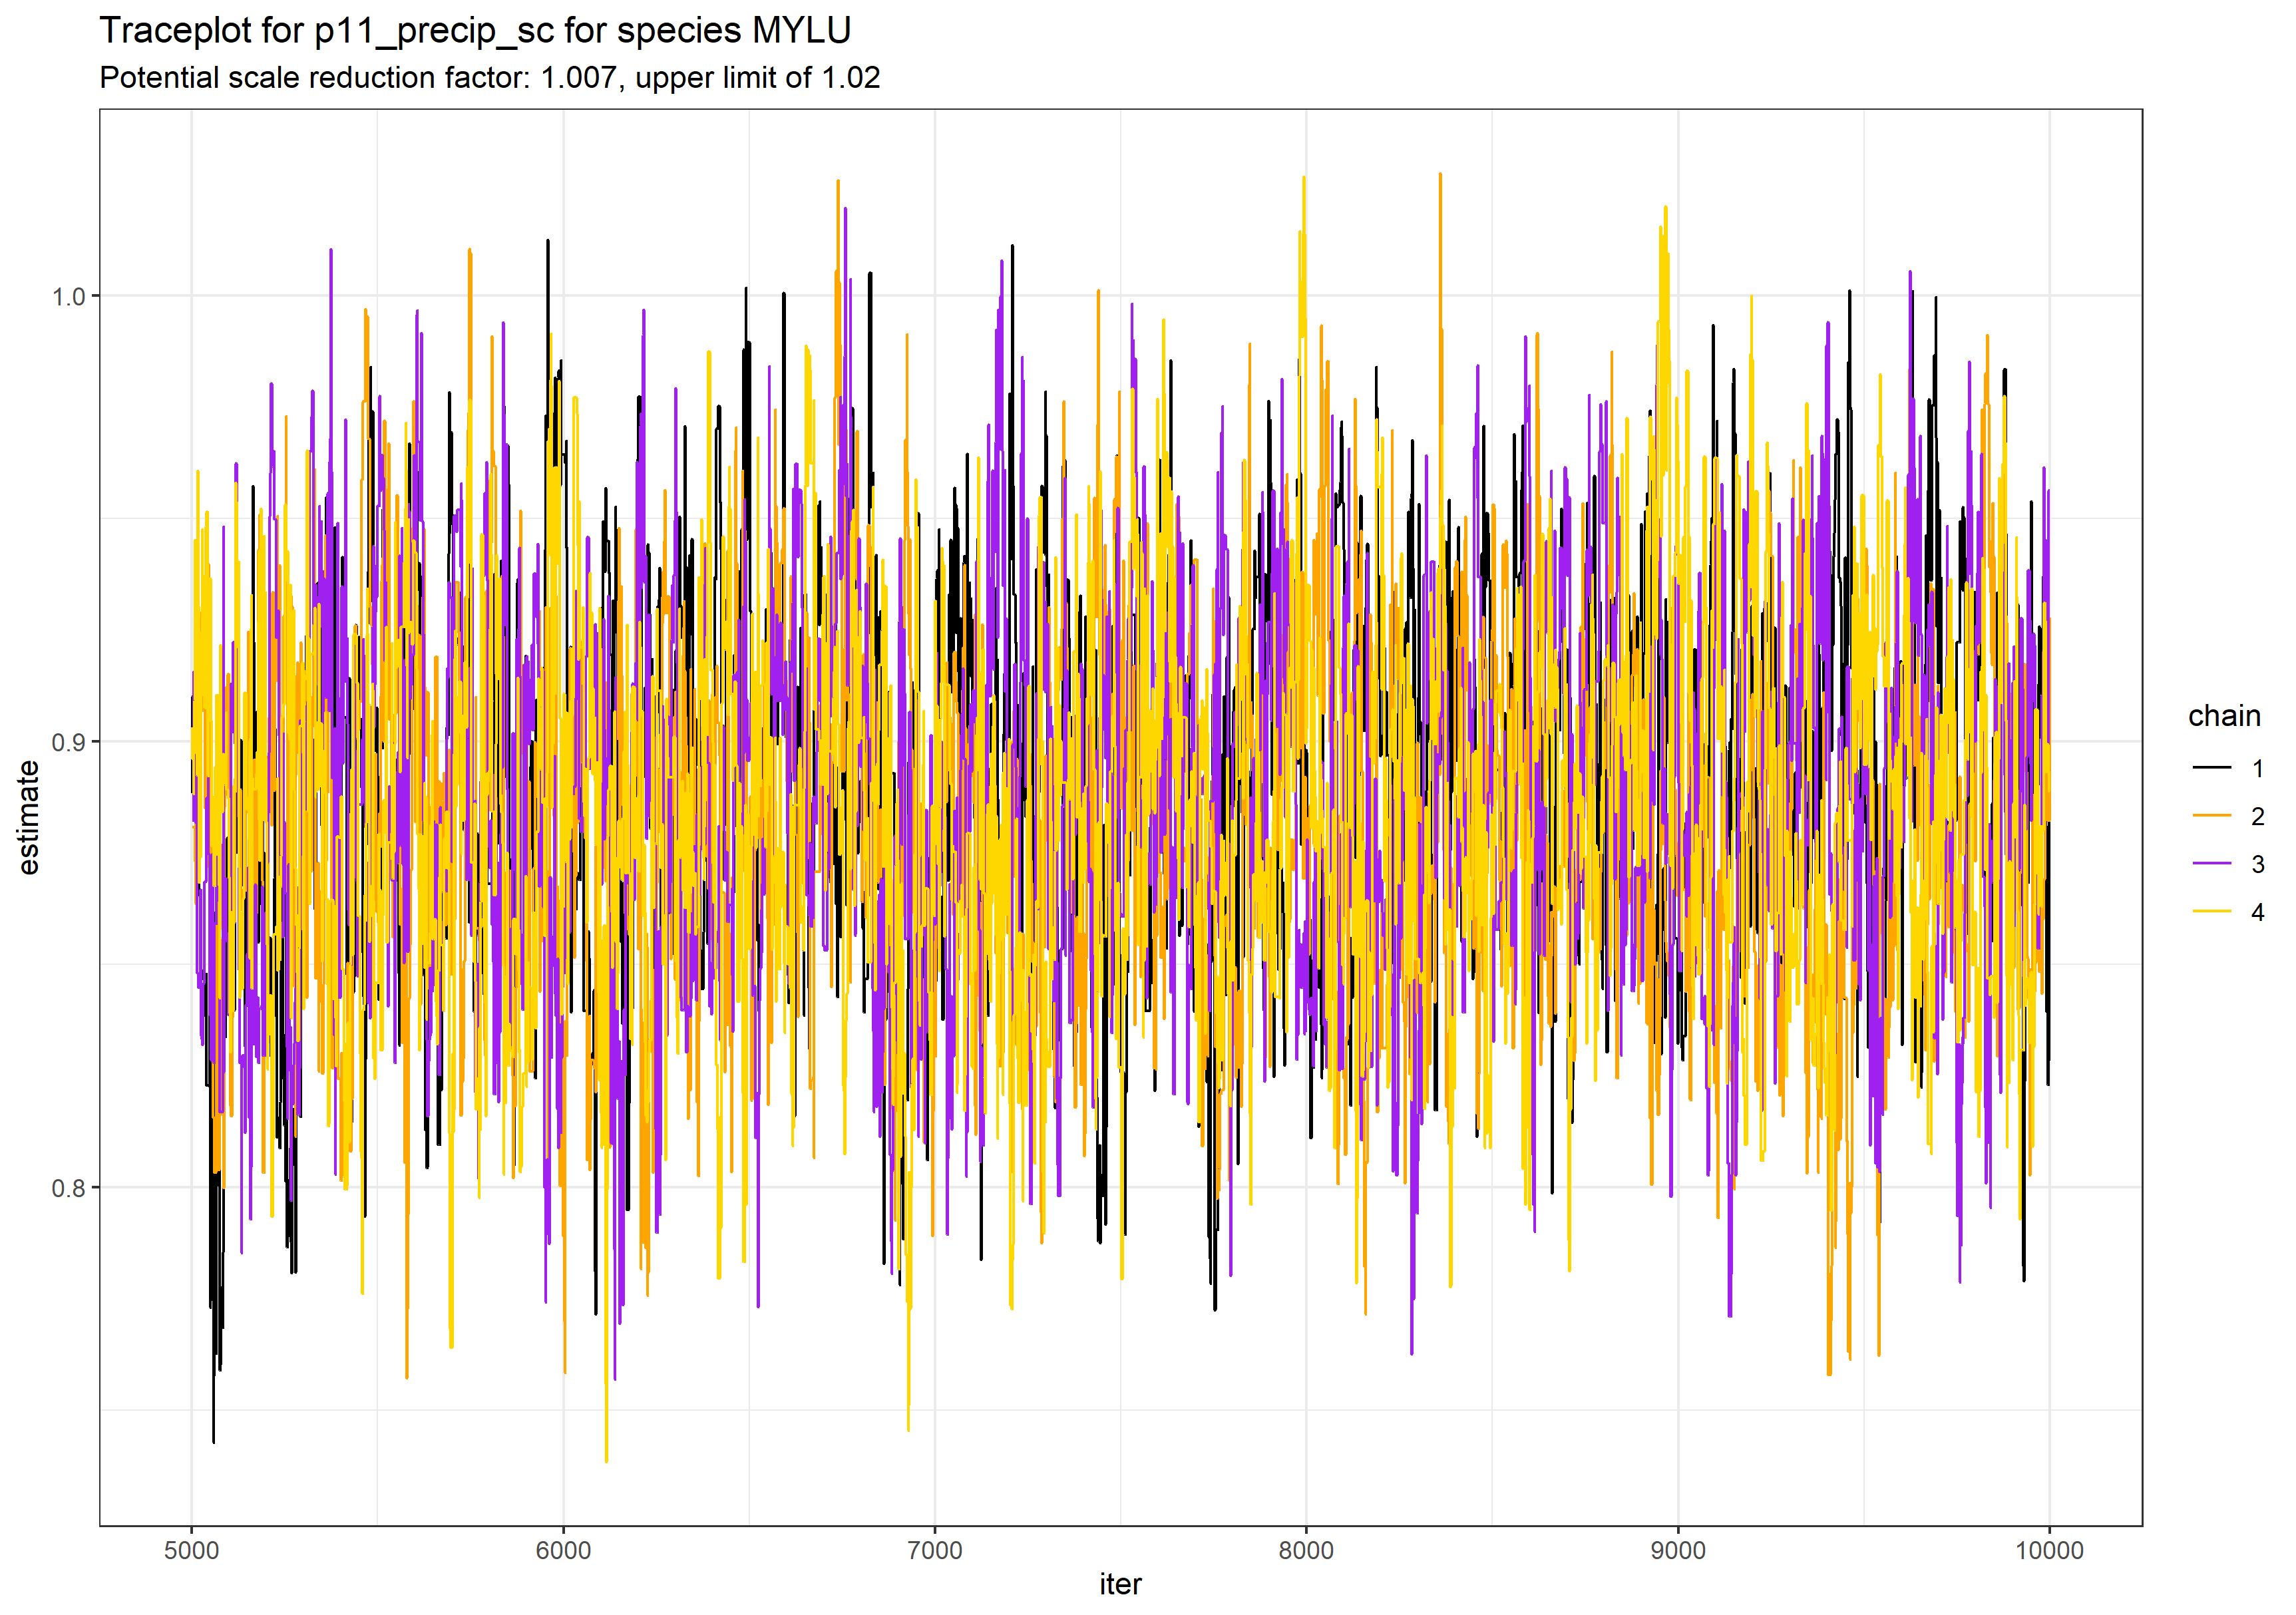 Traceplot for p11_precip_sc for species MYLU
Potential scale reduction factor: 1.007, upper limit of 1.02
1.0
0.9
0.8
estimate
5000 6000 7000 8000 9000 10000
iter
chain
1
2
3
4